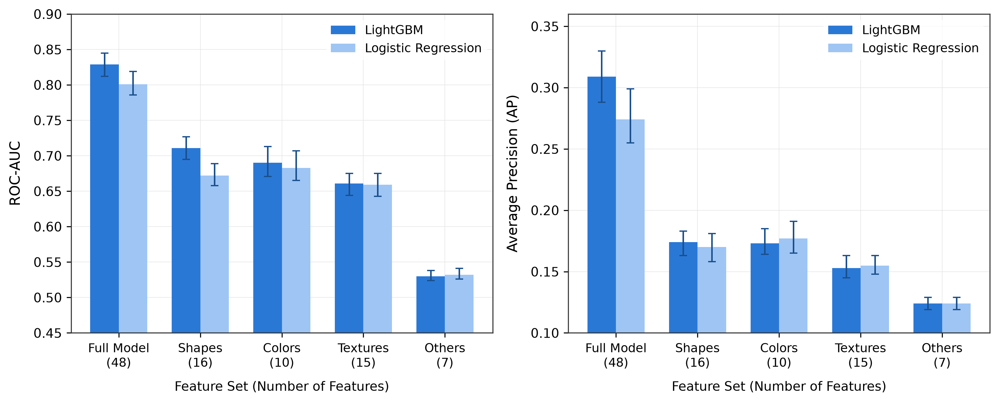 0.90
0.85
0.80
0.75
0.70
0.65
0.60
0.55
0.50
0.45
ROC-AUC
LightGBM
Logistic Regression
Full Model
(48)
Shapes
(16)
Colors
(10)
Textures
(15)
Others
(7)
Feature Set (Number of Features)
0.35
0.30
0.25
0.20
0.15
0.10
Average Precision (AP)
LightGBM
Logistic Regression
Full Model
(48)
Shapes
(16)
Colors
(10)
Textures
(15)
Others
(7)
Feature Set (Number of Features)